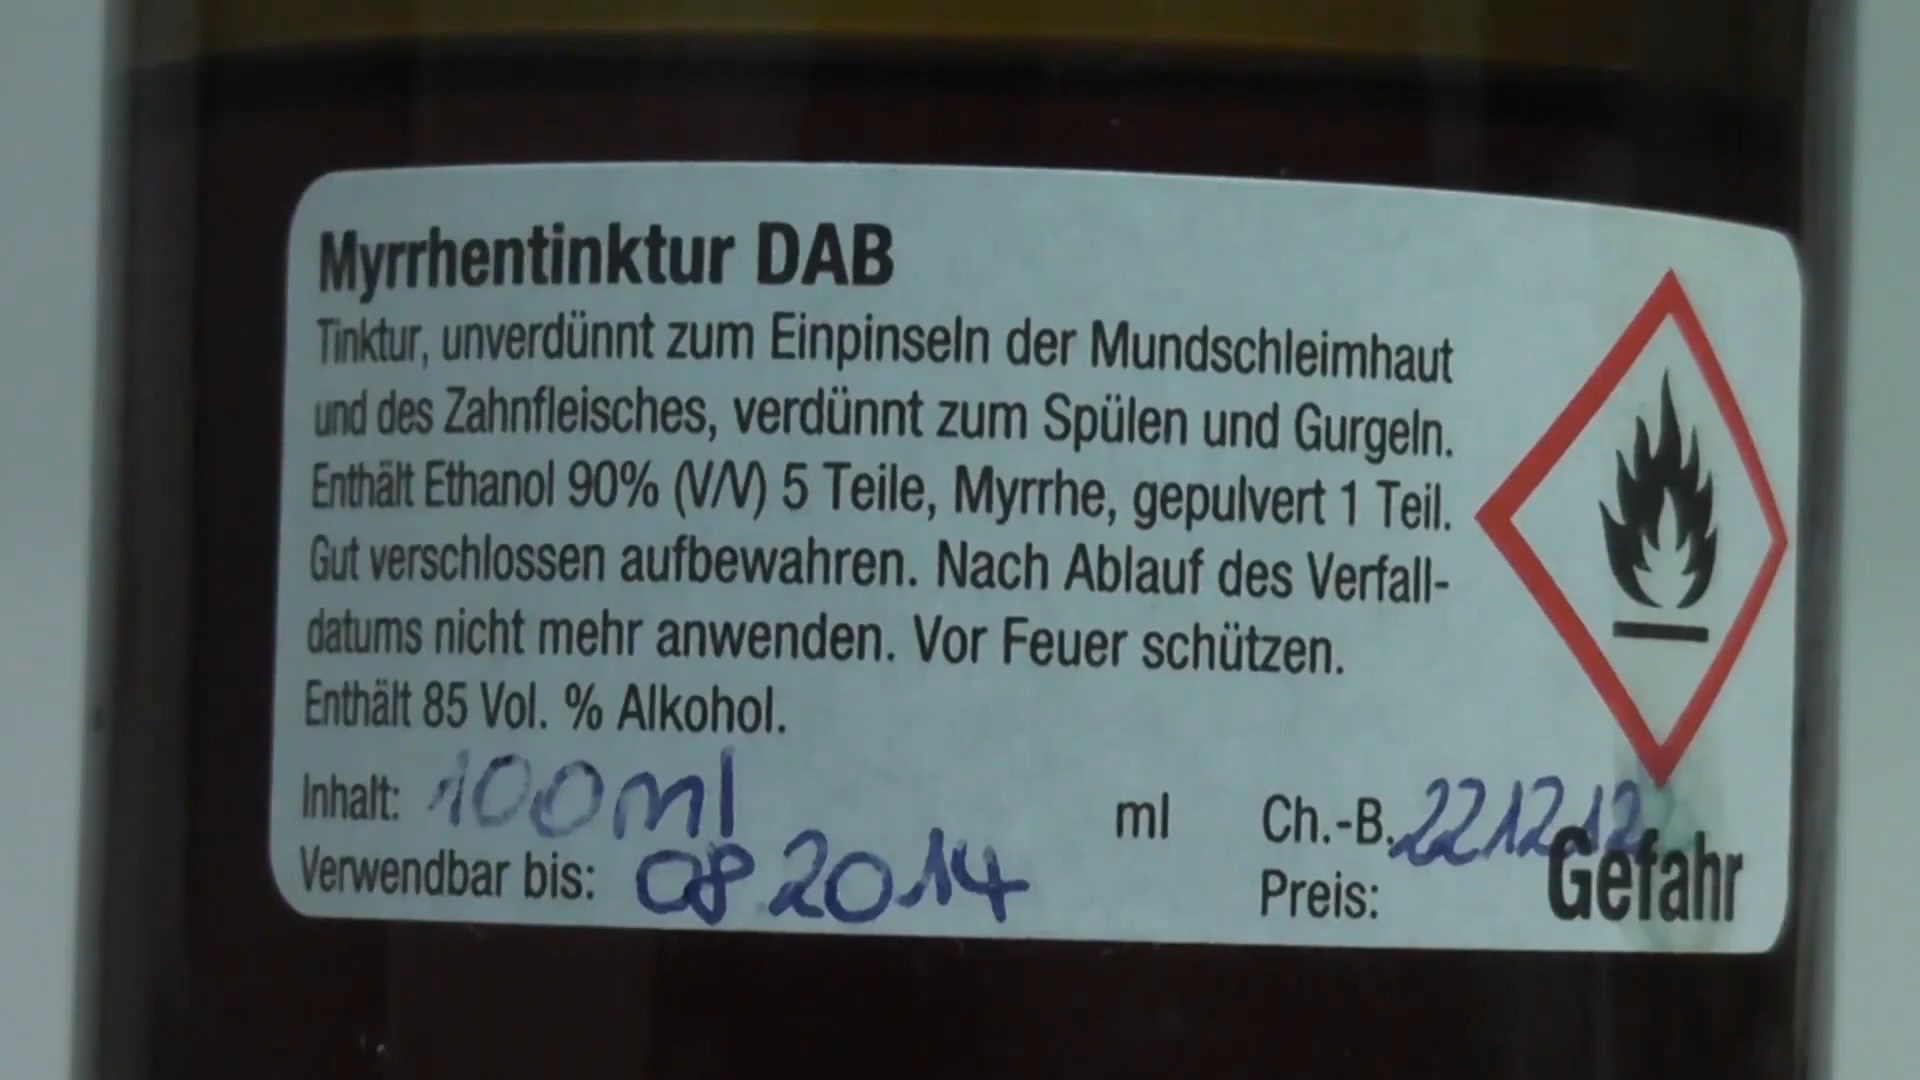 Myrrhentinktur DAB
Tinktur, unverdünnt zum Einpinseln der Mundschleimhaut
und des Zahnfleisches, verdünnt zum Spülen und Gurgeln.
Enthält Ethanol 90% (V/V) 5 Teile, Myrrhe, gepulvert 1 Teil.
Gut verschlossen aufbewahren. Nach Ablauf des Verfall-
datums nicht mehr anwenden. Vor Feuer schützen.
Enthält 85 Vol. % Alkohol.
Inhalt: 100ml ml Ch.-B. 221212
Verwendbar bis: 08.2014 Preis: Gefahr